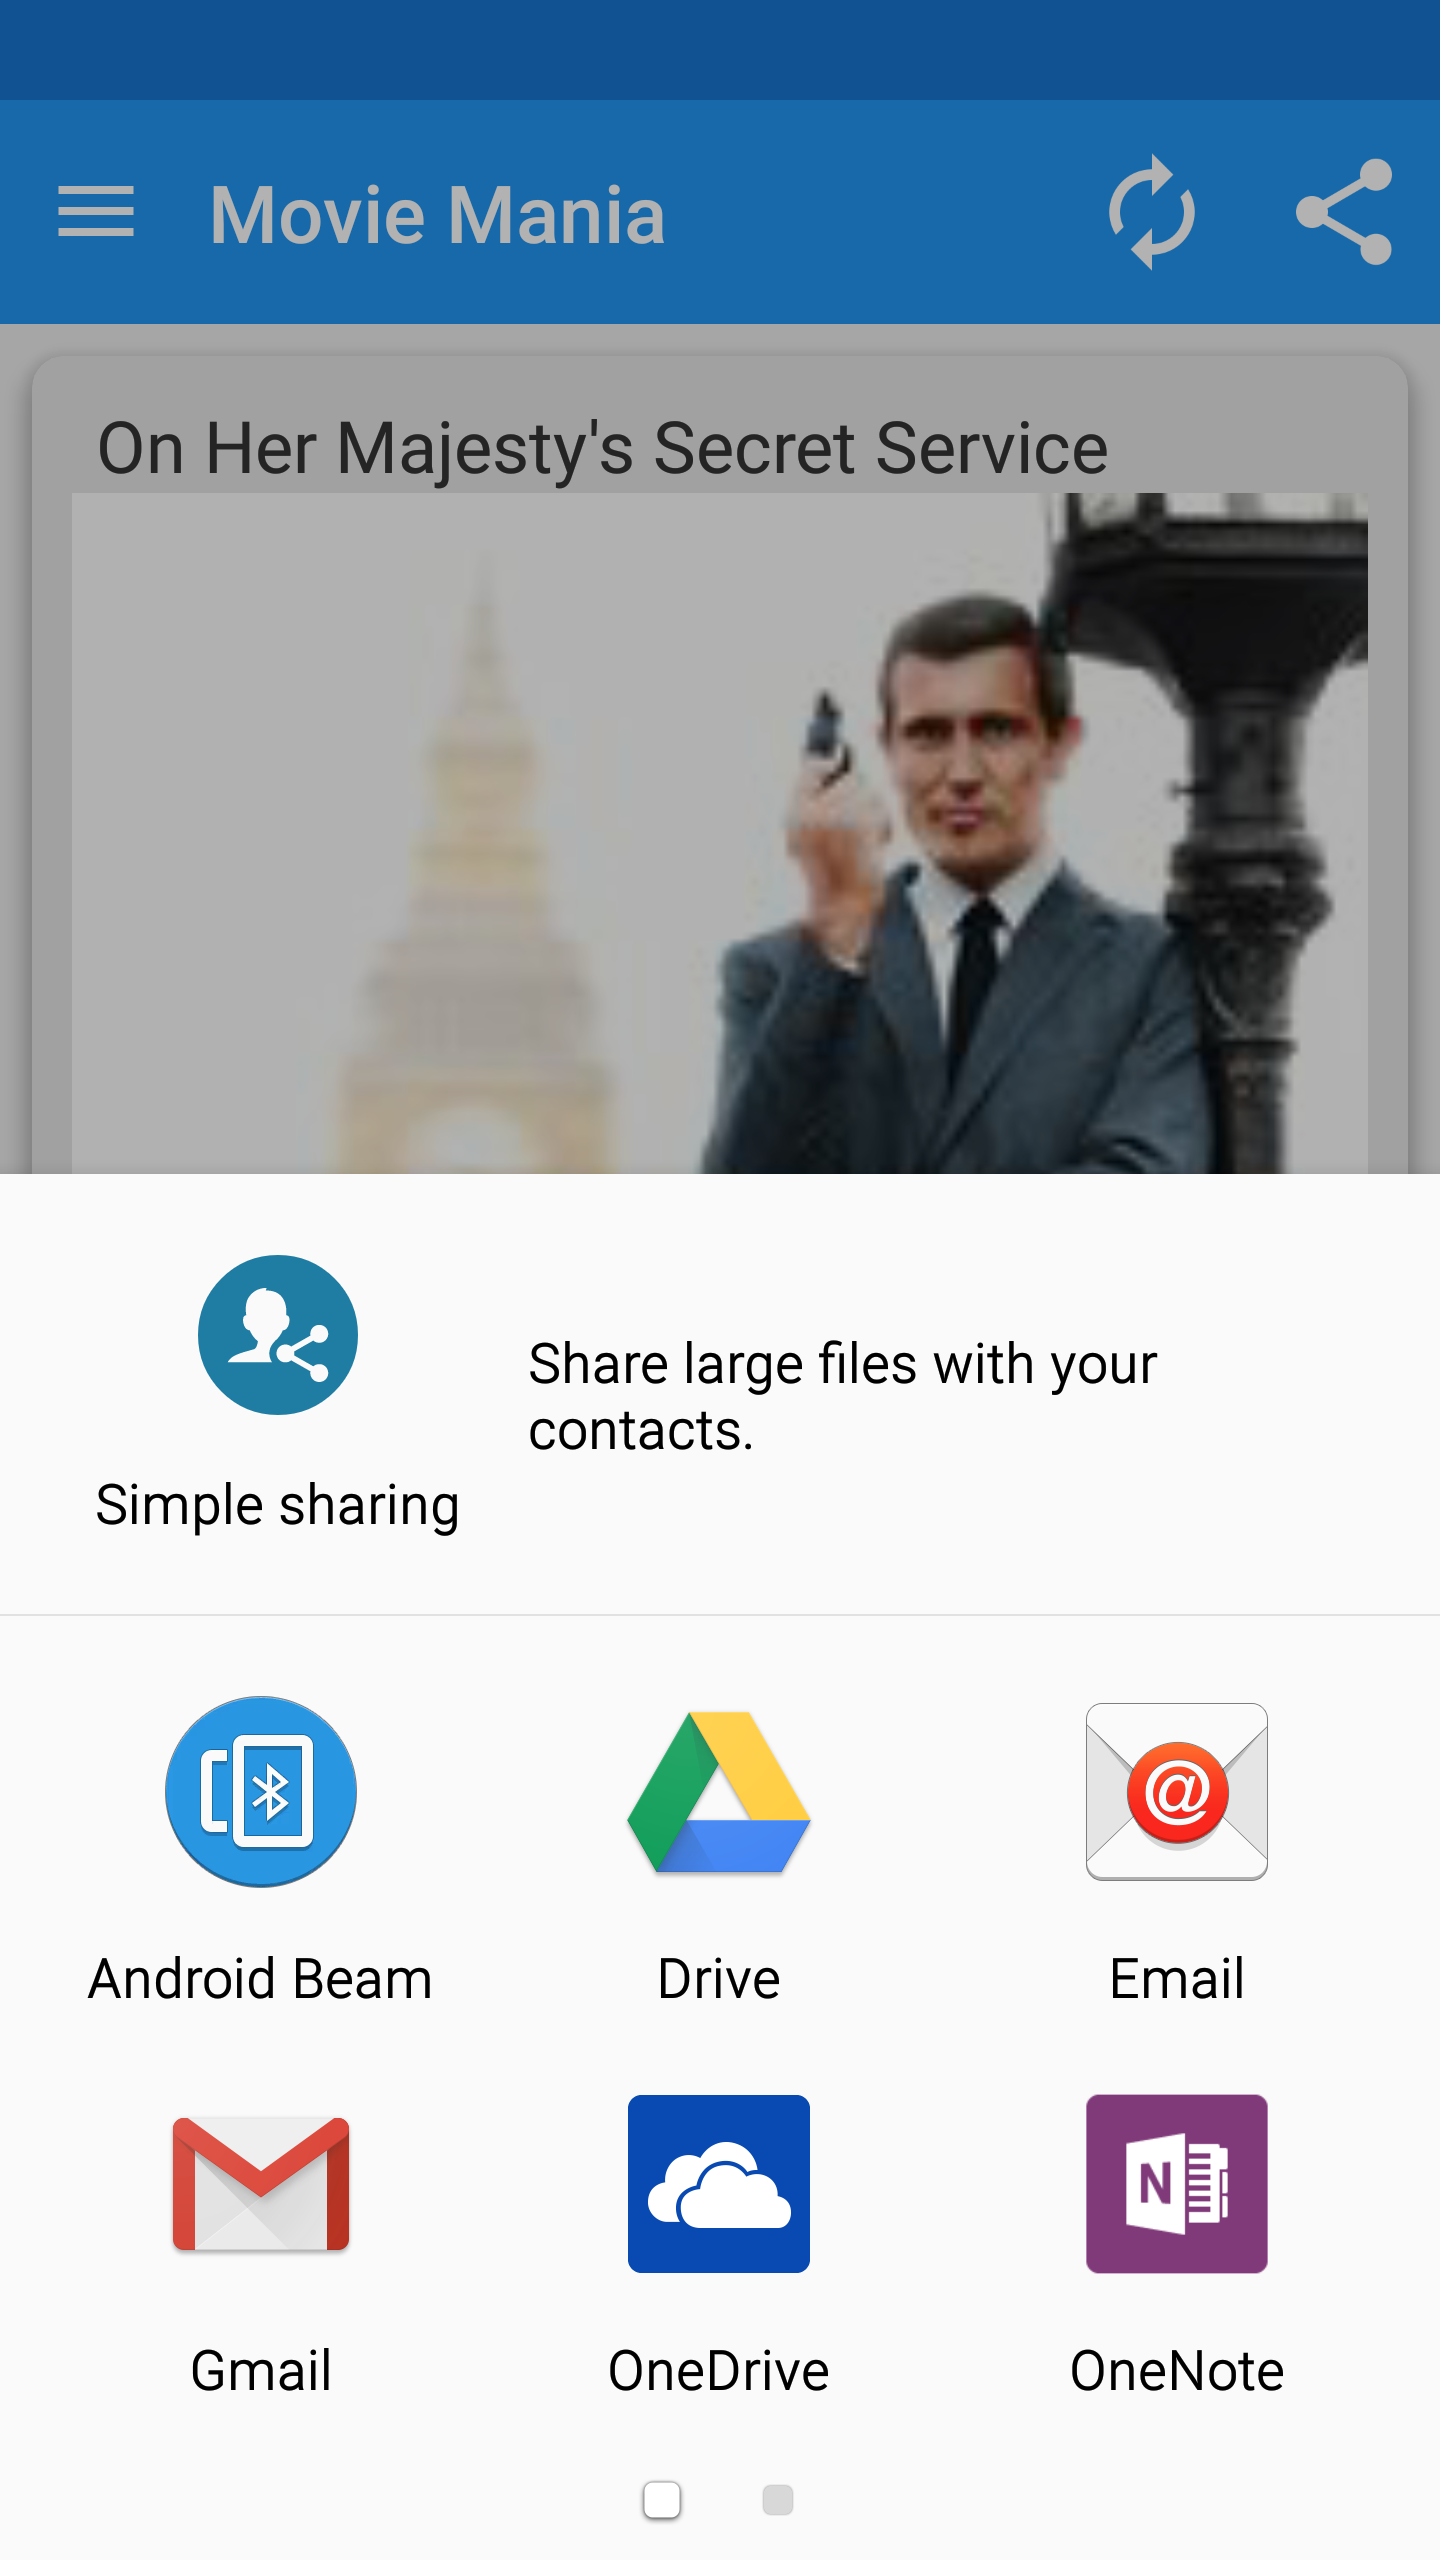 Movie Mania
On Her Majesty's Secret Service
Share large files with your
contacts.
Simple sharing
Android Beam
Drive
@
Email
Gmail
OneDrive
N
OneNote